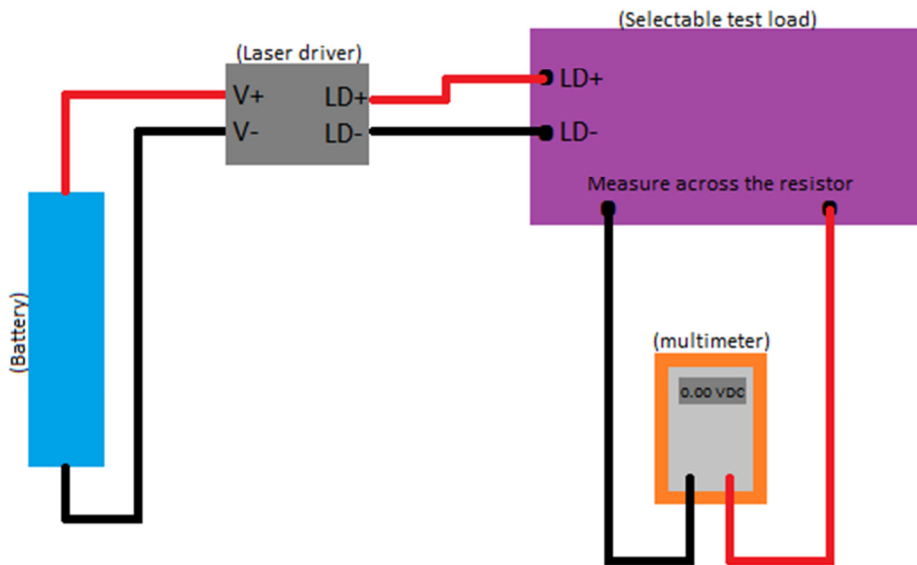 (Selectable test load)
(Laser driver)
V+ LD+
V- LD-
LD+
LD-
Measure across the resistor
(Battery)
(multimeter)
0.00 VDC